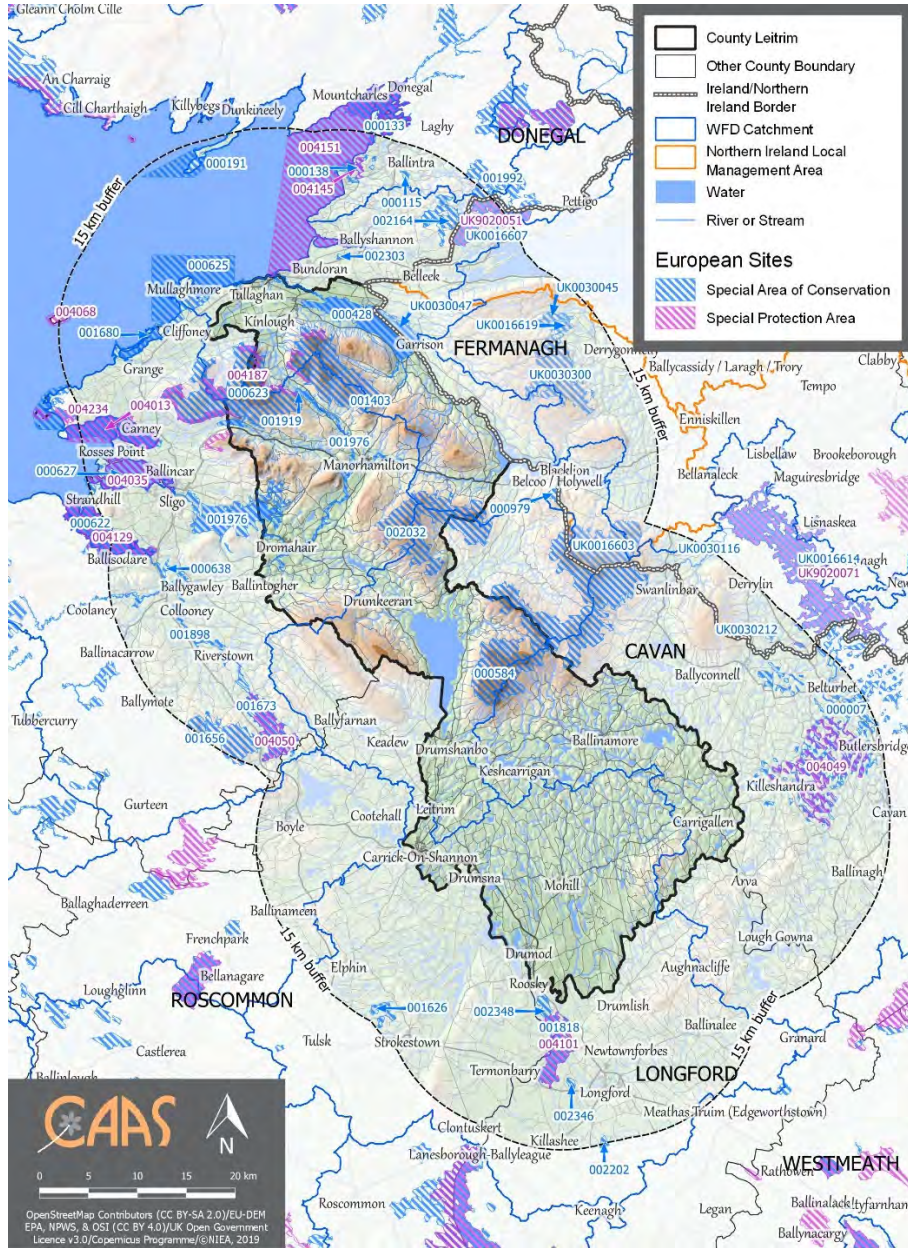 Gleann Cholm Cille
An Charraig
Cill Charthaigh
Killybegs
Dunkineely
Mountcharles
Donegal
000133
Laghy
DONEGAL
004151
000191
000138
Ballintra
004145
000115
001992
Pettigo
15 km buffer
002164
UK9020051
UK0016607
Ballyshannon
002303
Belleek
Bundoran
000625
Mullaghmore
Tullaghan
UK0030047
UK0030045
004068
001680
Cliffoney
Kinlough
000428
Garrison
UK0016619
FERMANAGH
Derrygonnelly
15 km buffer
Grange
004187
000623
UK0030300
Ballycassidy / Laragh / Trory
Clabby
Tempo
001403
004234
004013
Carney
001919
Enniskillen
Rosses Point
001976
Manorhamilton
Lisbellaw
Brookeborough
000627
Ballincar
004035
Blacklion
Belcoo / Holywell
Bellanaleck
Maguiresbridge
Strandhill
Sligo
000979
Lisnaskea
000622
001976
002032
UK0016603
004129
Dromahair
UK0030116
UK0016614
UK9020071
Ballisodare
000638
Ballygawley
Ballintogher
Drumkeeran
Swanlinbar
Derrylin
Coolaney
Collooney
001898
Riverstown
UK0030212
Ballinacarrow
CAVAN
000584
Ballyconnell
Belturbet
000007
Ballymote
Tubbercurry
001673
Ballyfarnan
Butlersbridge
001656
004050
Keadew
Drumshanbo
Ballinamore
004049
Keshcarrigan
Killeshandra
Gurteen
Leitrim
Cavan
Cootehall
Boyle
Carrigallen
Carrick-On-Shannon
Drumsna
Mohill
Arva
Ballinagh
Ballaghaderreen
Ballinameen
15 km buffer
Lough Gowna
Frenchpark
Drumod
Bellanagare
Elphin
Aughnacliffe
Loughglinn
ROSCOMMON
Roosky
Drumlish
001626
002348
001818
004101
Ballinalee
Granard
Tulsk
Strokestown
15 km buffer
Castlerea
Newtownforbes
Termonbarry
LONGFORD
Ballinlough
Longford
002346
Meathas Truim (Edgeworthstown)
Clontuskert
Killashee
Lanesborough-Ballyleague
002202
Rathowen
WESTMEATH
Roscommon
Keenagh
Legan
Ballinalack
Ballynacargy
County Leitrim
Other County Boundary
Ireland/Northern
Ireland Border
WFD Catchment
Northern Ireland Local
Management Area
Water
River or Stream
European Sites
Special Area of Conservation
Special Protection Area
CAAS
N
0 5 10 15 20 km
OpenStreetMap Contributors (CC BY-SA 2.0)/EU-DEM
EPA, NPWS, & OSI (CC BY 4.0)/UK Open Government
Licence v3.0/Copernicus Programme/©NIEA, 2019